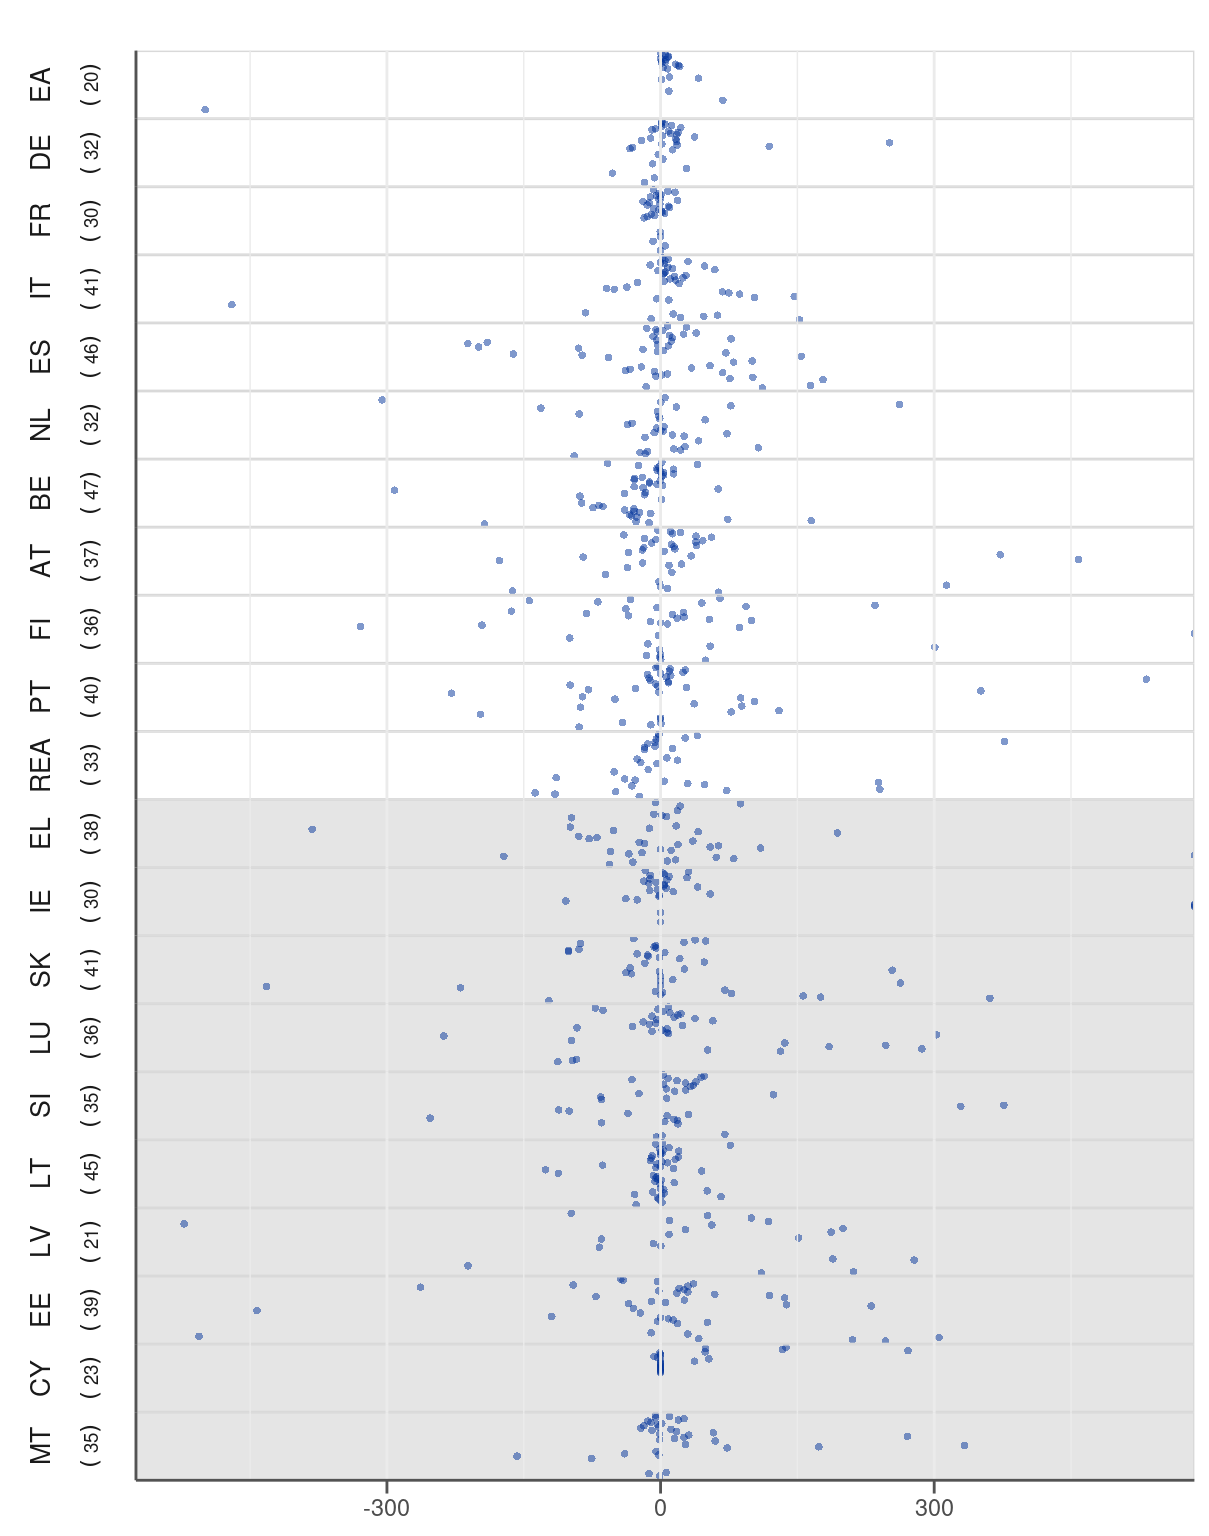 EA ( 20)
DE ( 32)
FR ( 30)
IT ( 41)
ES ( 46)
NL ( 32)
BE ( 47)
AT ( 37)
FI ( 36)
PT ( 40)
REA ( 33)
EL ( 38)
IE ( 30)
SK ( 41)
LU ( 36)
SI ( 35)
LT ( 45)
LV ( 21)
EE ( 39)
CY ( 23)
MT ( 35)
-300 0 300